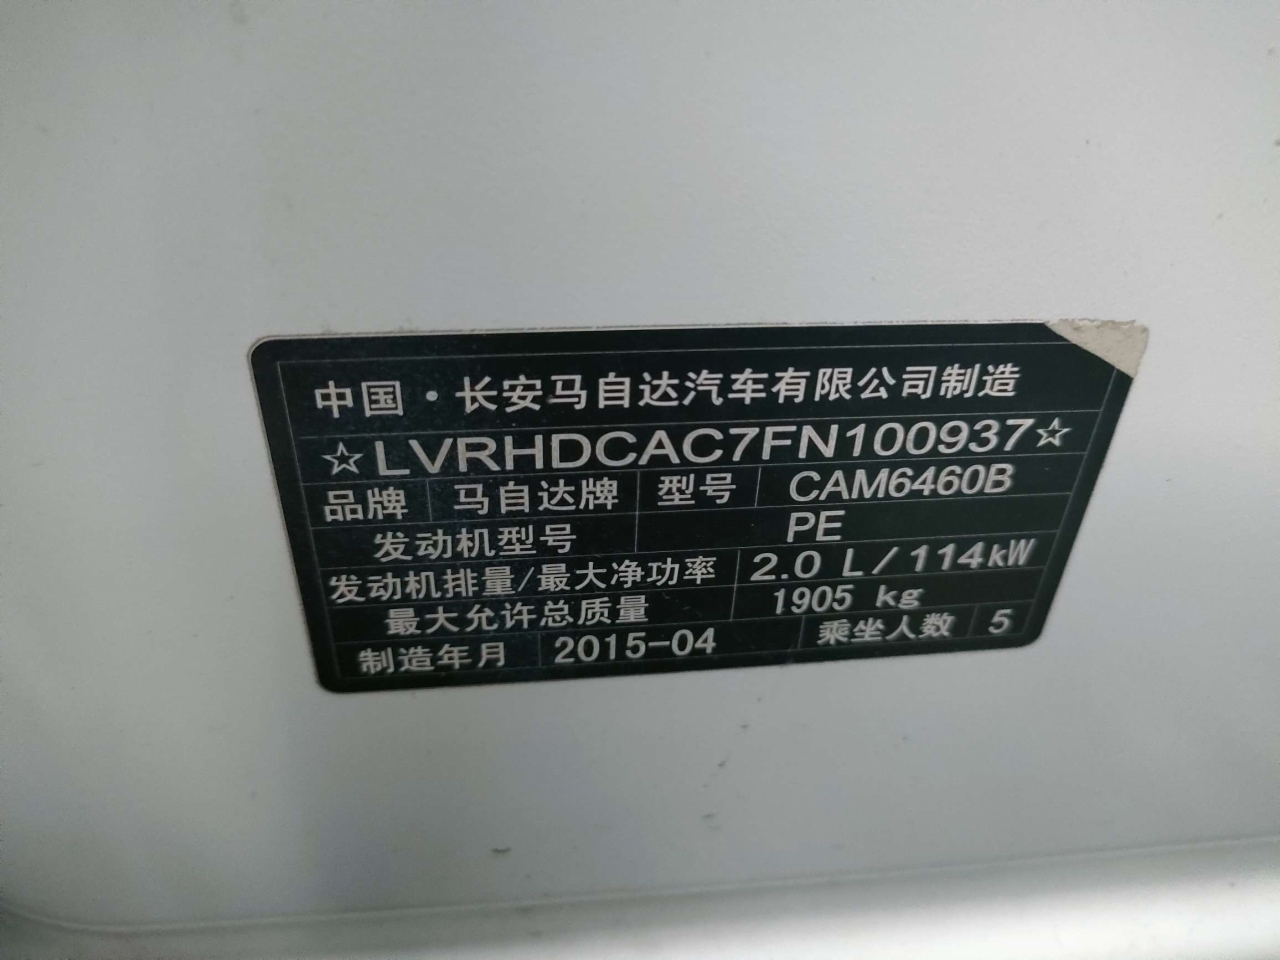 中国·长安马自达汽车有限公司制造
☆LVRHDCAC7FN100937☆
品牌 马自达牌 型号 CAM6460B
发动机型号 PE
发动机排量/最大净功率 2.0 L/114kW
最大允许总质量 1905 kg
制造年月 2015-04 乘坐人数 5